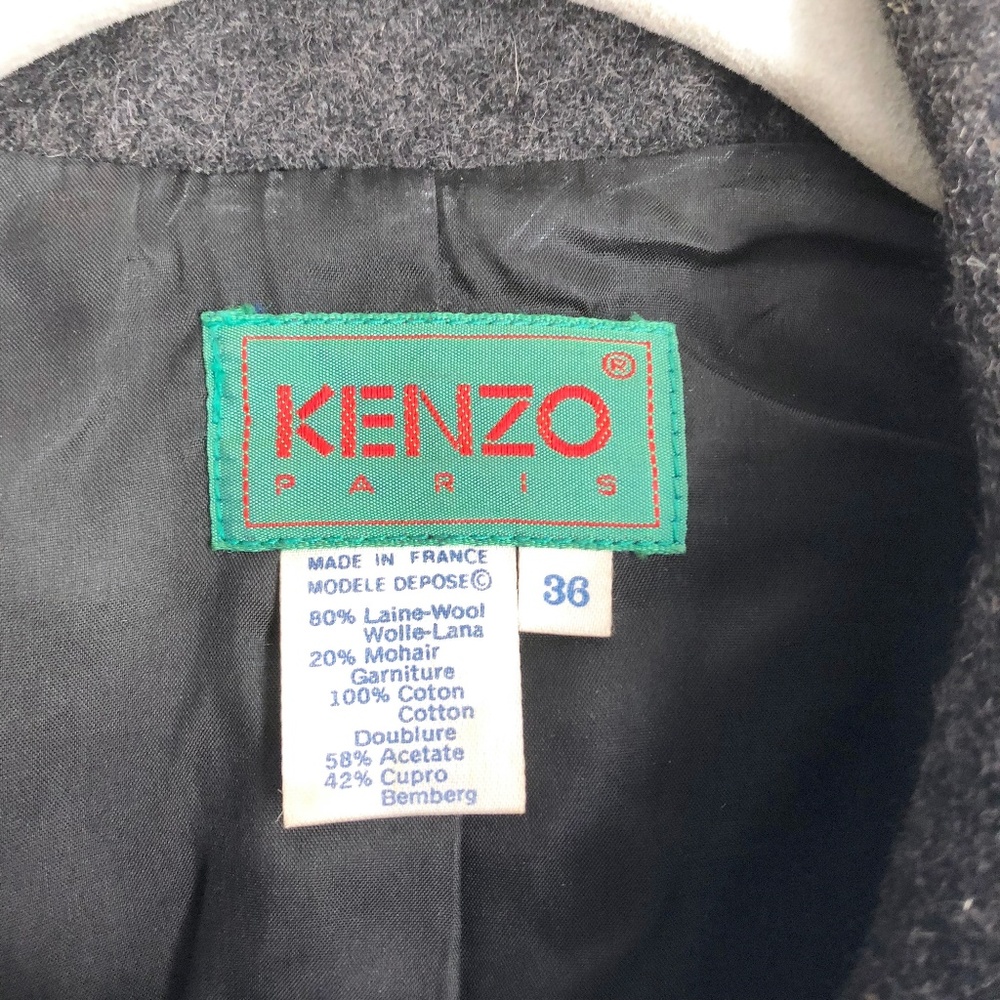 KENZO®
PARIS
MADE IN FRANCE
MODELE DEPOSE©
36
80% Laine-Wool
Wolle-Lana
20% Mohair
Garniture
100% Coton
Cotton
Doublure
58% Acetate
42% Cupro
Bemberg